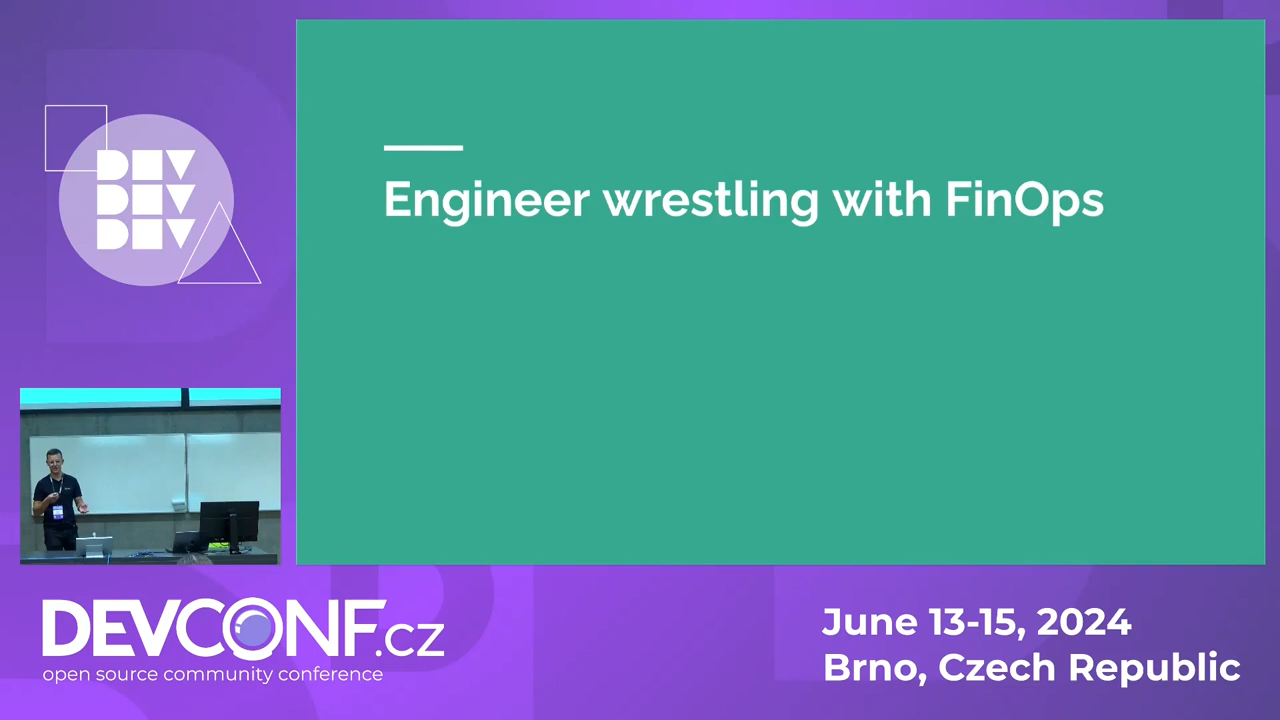 DEV
DEV
DEV
Engineer wrestling with FinOps
DEVCONF.cz
open source community conference
June 13-15, 2024
Brno, Czech Republic